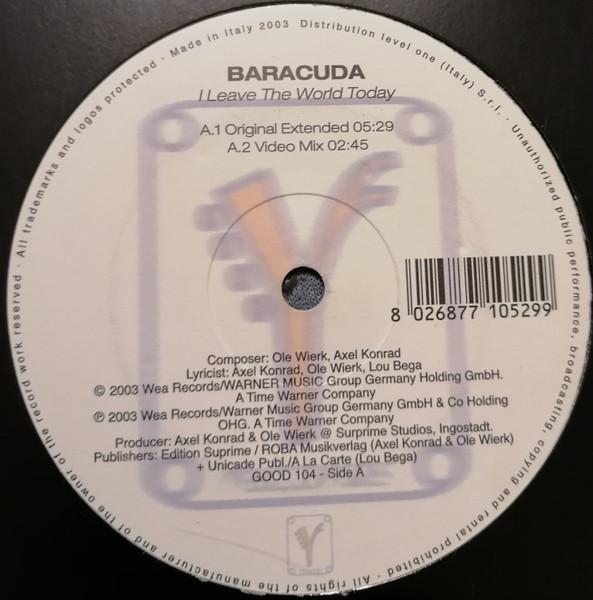 BARACUDA
I Leave The World Today
A.1 Original Extended 05:29
A.2 Video Mix 02:45
8 026877 105299
Composer: Ole Wierk, Axel Konrad
Lyricist: Axel Konrad, Ole Wierk, Lou Bega
© 2003 Wea Records/WARNER MUSIC Group Germany Holding GmbH.
A Time Warner Company
℗ 2003 Wea Records/Warner Music Group Germany GmbH & Co Holding
OHG. A Time Warner Company
Producer: Axel Konrad & Ole Wierk @ Surprime Studios, Ingostadt.
Publishers: Edition Suprime / ROBA Musikverlag (Axel Konrad & Ole Wierk)
+ Unicade Publ./A La Carte (Lou Bega)
GOOD 104 - Side A
· All trademarks and logos protected · Made in Italy 2003 Distribution level one (Italy) S.r.l. · Unauthorized public performance, broadcasting, copying and rental prohibited · All rights of the manufacturer and of the owner of the record work reserved